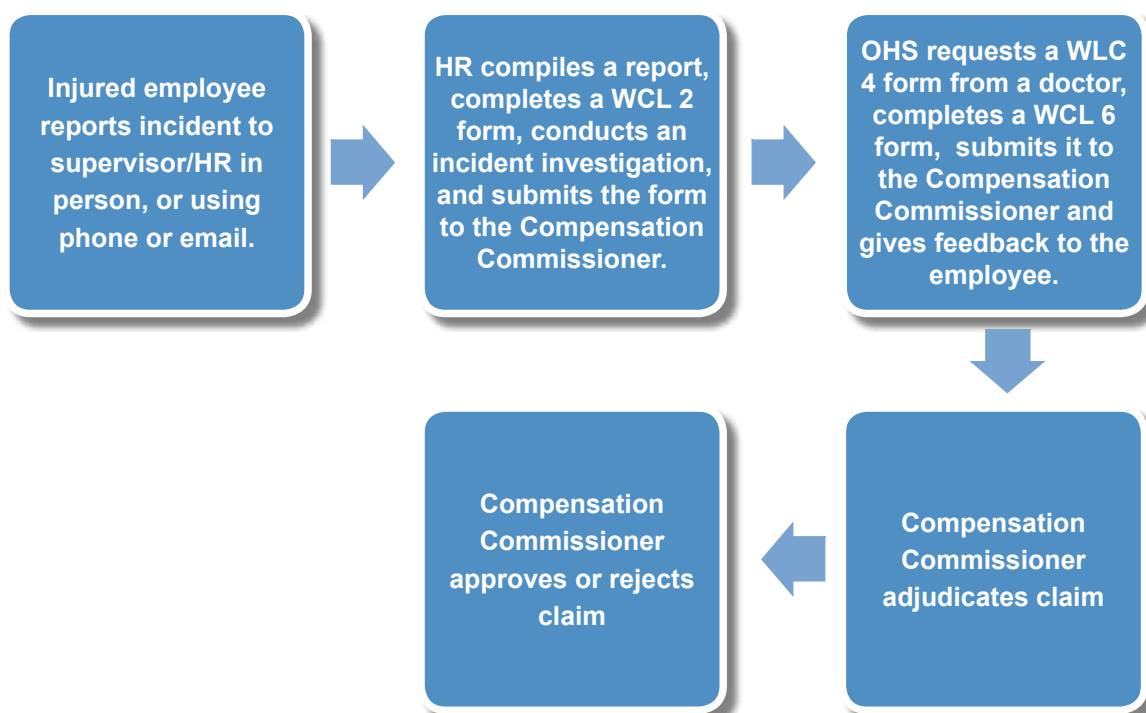 Injured employee
reports incident to
supervisor/HR in
person, or using
phone or email.
HR compiles a report,
completes a WCL 2
form, conducts an
incident investigation,
and submits the form
to the Compensation
Commissioner.
OHS requests a WLC
4 form from a doctor,
completes a WCL 6
form, submits it to
the Compensation
Commissioner and
gives feedback to the
employee.
Compensation
Commissioner
adjudicates claim
Compensation
Commissioner
approves or rejects
claim